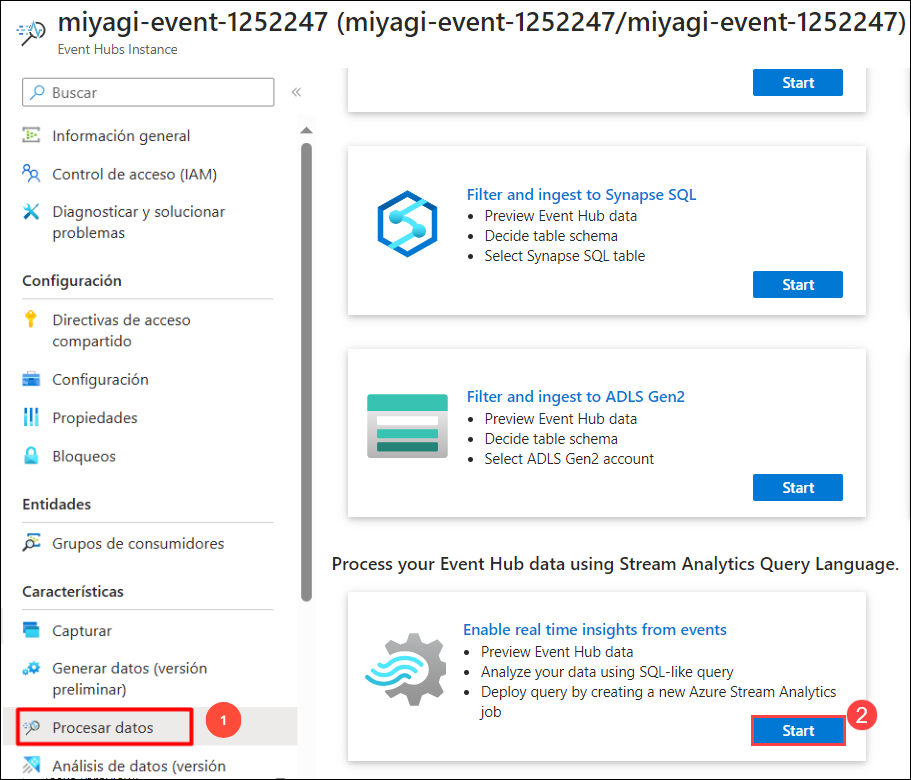 miyagi-event-1252247 (miyagi-event-1252247/miyagi-event-1252247)
Event Hubs Instance
Buscar
«
Información general
Control de acceso (IAM)
Diagnosticar y solucionar
problemas
Configuración
Directivas de acceso
compartido
Configuración
Propiedades
Bloqueos
Entidades
Grupos de consumidores
Características
Capturar
Generar datos (versión
preliminar)
Procesar datos
1
Análisis de datos (versión
Start
Filter and ingest to Synapse SQL
• Preview Event Hub data
• Decide table schema
• Select Synapse SQL table
Start
Filter and ingest to ADLS Gen2
• Preview Event Hub data
• Decide table schema
• Select ADLS Gen2 account
Start
Process your Event Hub data using Stream Analytics Query Language.
Enable real time insights from events
• Preview Event Hub data
• Analyze your data using SQL-like query
• Deploy query by creating a new Azure Stream Analytics
job
Start
2